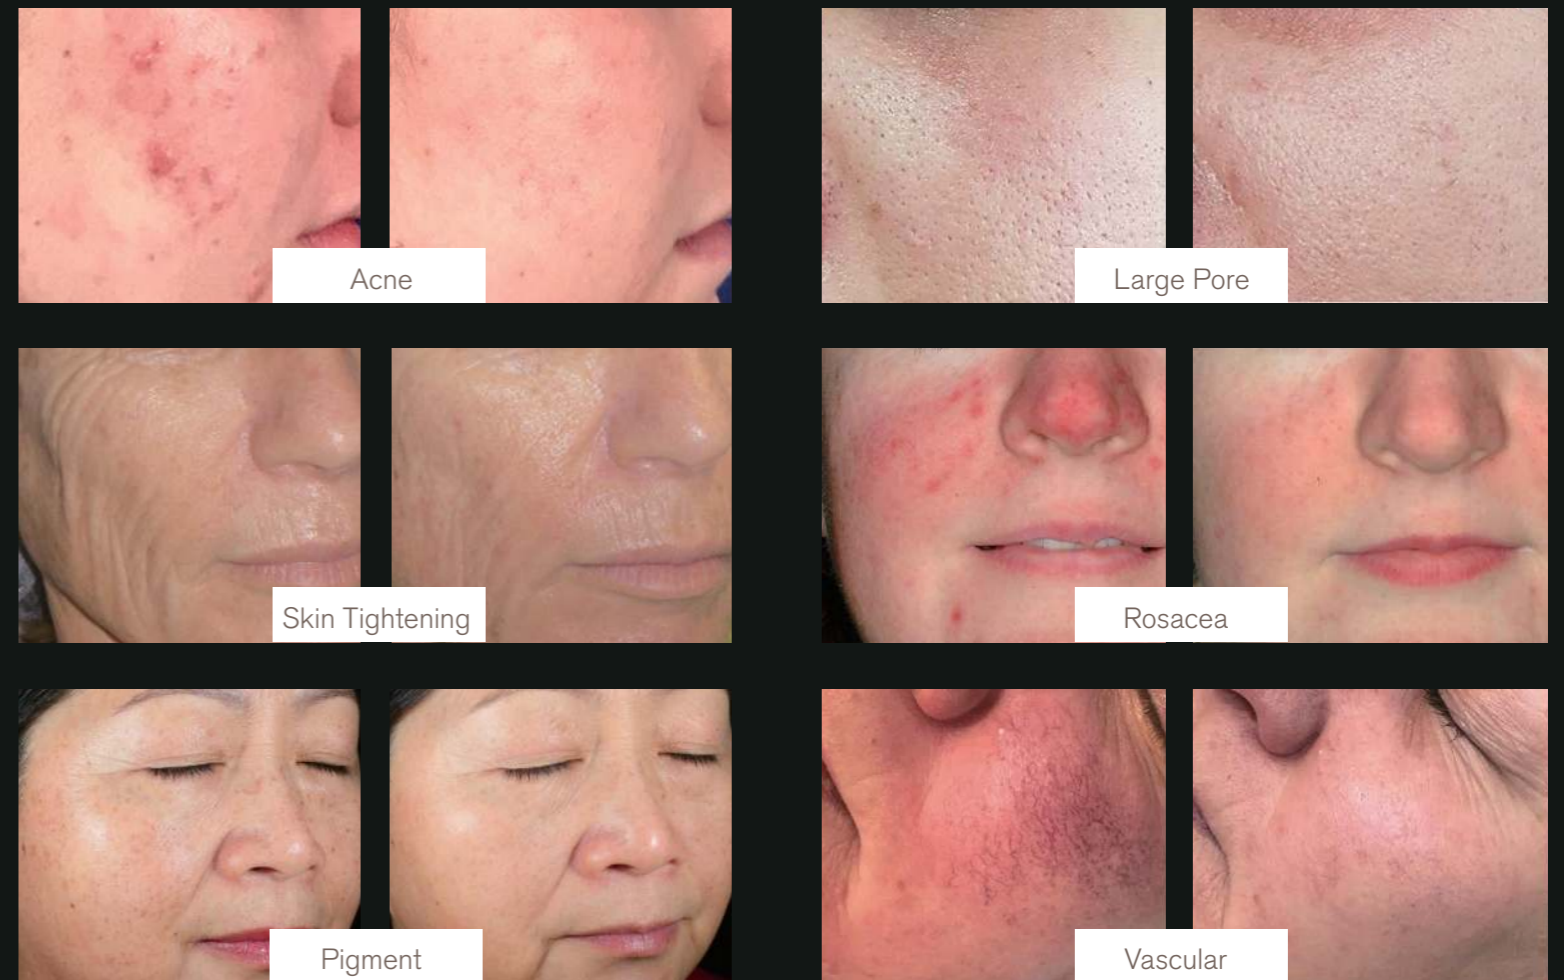 Acne
Large Pore
Skin Tightening
Rosacea
Pigment
Vascular